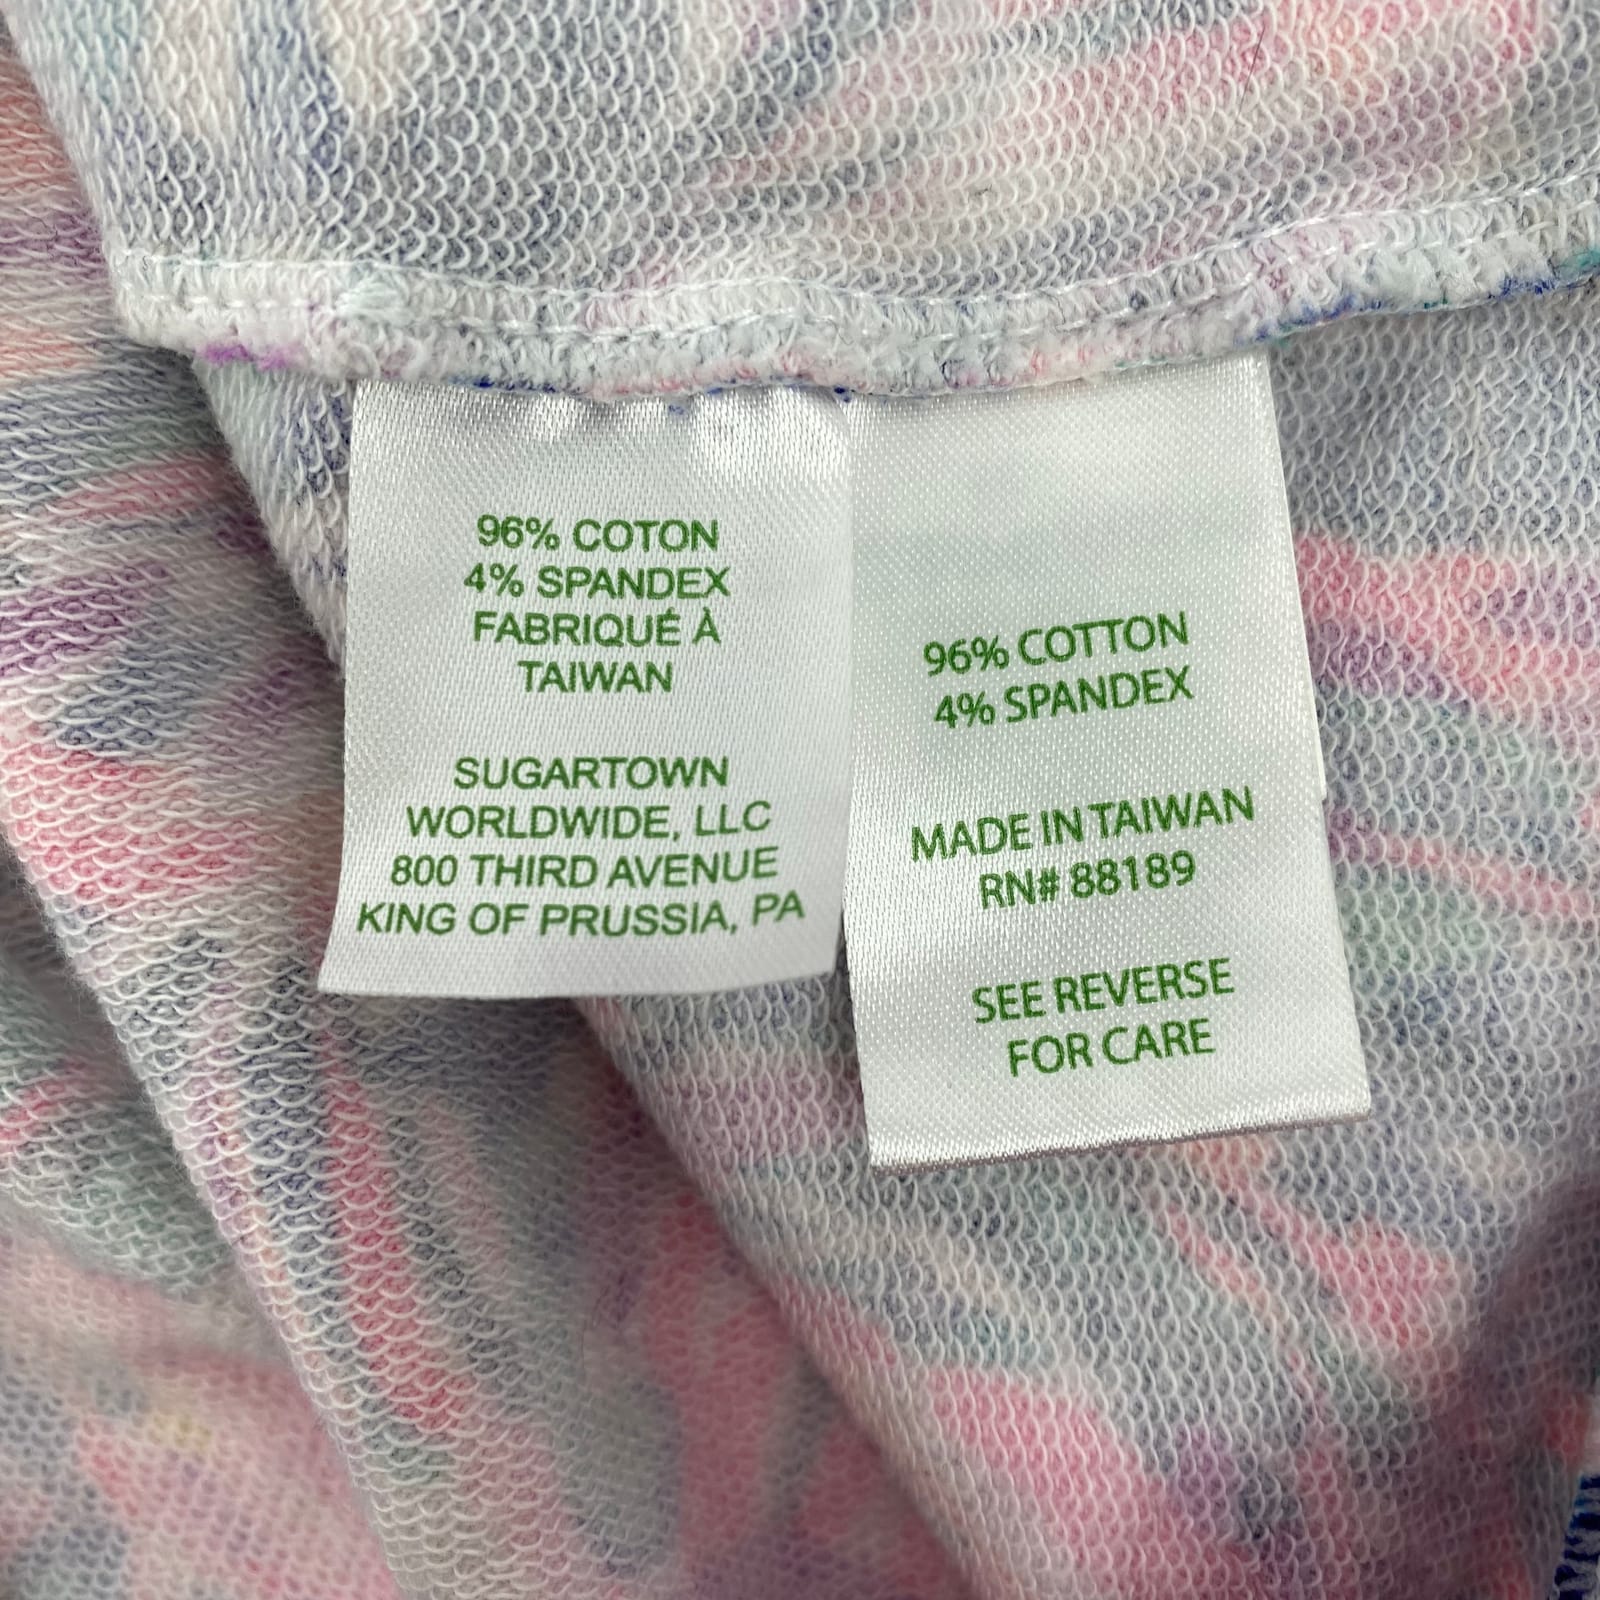 96% COTON
4% SPANDEX
FABRIQUÉ À
TAIWAN
SUGARTOWN
WORLDWIDE, LLC
800 THIRD AVENUE
KING OF PRUSSIA, PA
96% COTTON
4% SPANDEX
MADE IN TAIWAN
RN# 88189
SEE REVERSE
FOR CARE